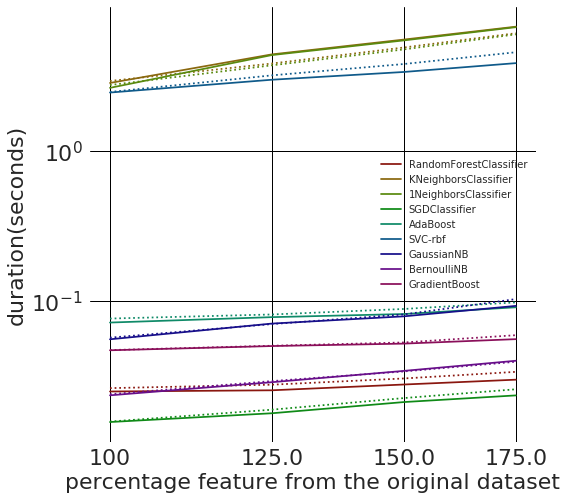 duration(seconds)
10^0
10^-1
RandomForestClassifier
KNeighborsClassifier
1NeighborsClassifier
SGDClassifier
AdaBoost
SVC-rbf
GaussianNB
BernoulliNB
GradientBoost
100 125.0 150.0 175.0
percentage feature from the original dataset